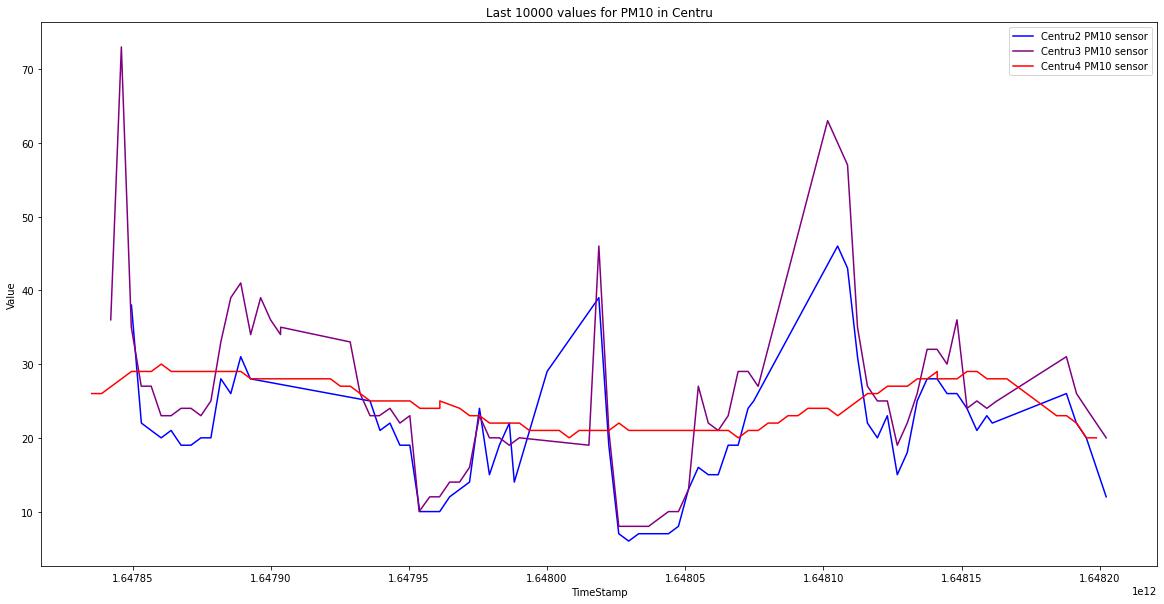 Last 10000 values for PM10 in Centru
Centru2 PM10 sensor
Centru3 PM10 sensor
Centru4 PM10 sensor
Value
70
60
50
40
30
20
10
1.64785 1.64790 1.64795 1.64800 1.64805 1.64810 1.64815 1.64820
1e12
TimeStamp